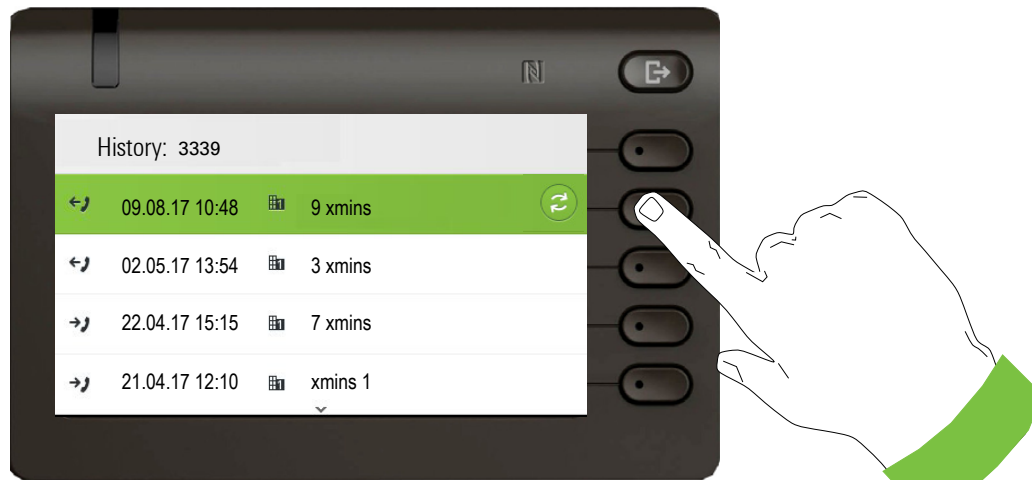 History: 3339
09.08.17 10:48 9 xmins
02.05.17 13:54 3 xmins
22.04.17 15:15 7 xmins
21.04.17 12:10 xmins 1